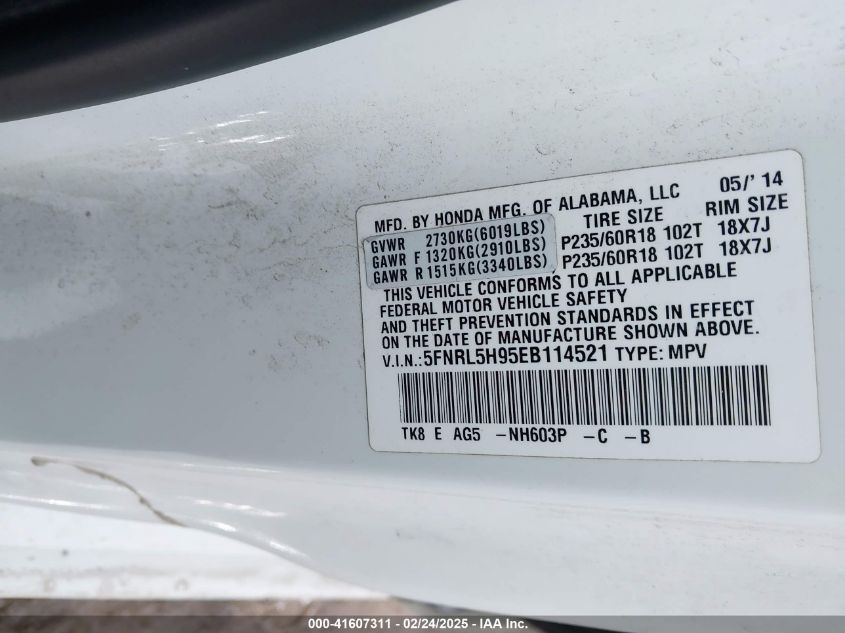 MFD. BY HONDA MFG. OF ALABAMA, LLC 05/' 14
TIRE SIZE RIM SIZE
GVWR 2730KG(6019LBS)
GAWR F 1320KG(2910LBS) P235/60R18 102T 18X7J
GAWR R 1515KG(3340LBS) P235/60R18 102T 18X7J
THIS VEHICLE CONFORMS TO ALL APPLICABLE
FEDERAL MOTOR VEHICLE SAFETY
AND THEFT PREVENTION STANDARDS IN EFFECT
ON THE DATE OF MANUFACTURE SHOWN ABOVE.
V.I.N.:5FNRL5H95EB114521 TYPE: MPV
TK8 E AG5 -NH603P -C -B
000-41607311 - 02/24/2025 - IAA Inc.